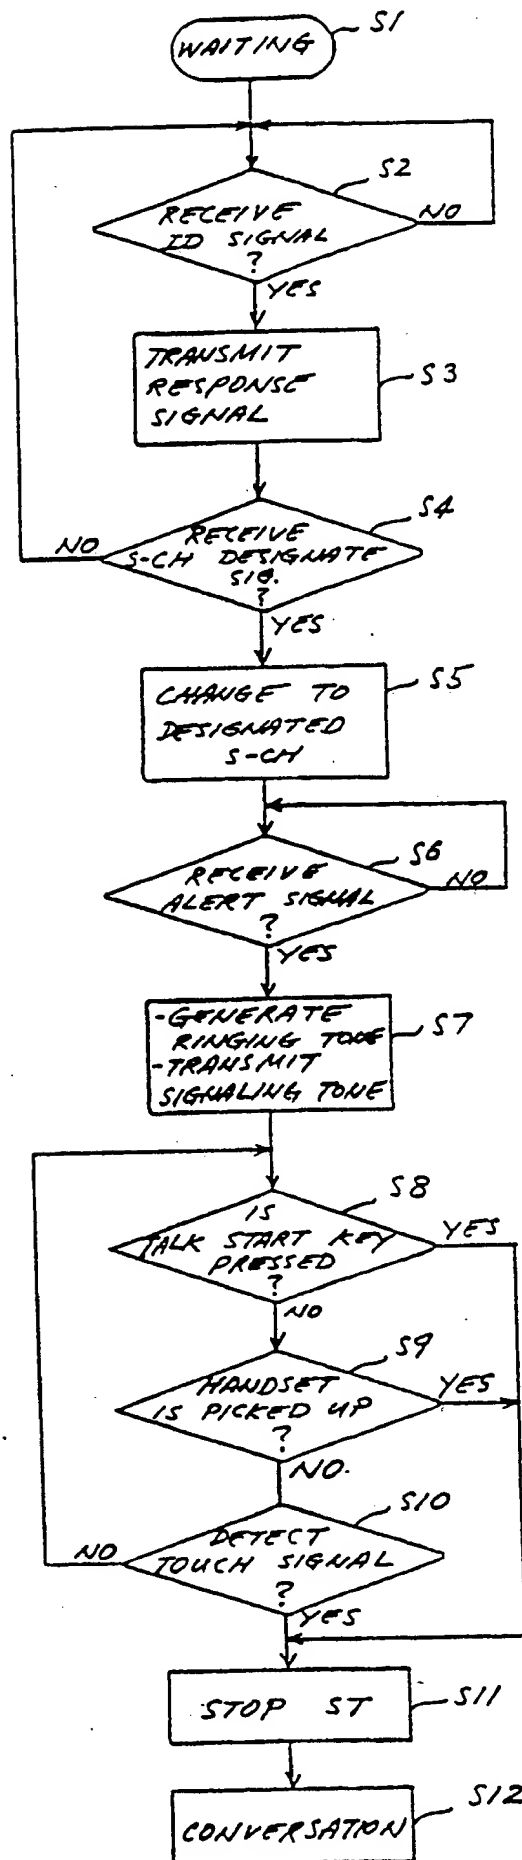 S1
WAITING
S2
RECEIVE
ID SIGNAL
?
NO
YES
TRANSMIT
RESPONSE
SIGNAL
S3
S4
RECEIVE
S-CH DESIGNATE
SIG.
?
NO
YES
S5
CHANGE TO
DESIGNATED
S-CH
S6
RECEIVE
ALERT SIGNAL
?
NO
YES
-GENERATE
RINGING TONE
-TRANSMIT
SIGNALING TONE
S7
S8
IS
TALK START KEY
PRESSED
?
YES
NO
S9
HANDSET
IS PICKED UP
?
YES
NO.
S10
DETECT
TOUCH SIGNAL
?
NO
YES
STOP ST
S11
S12
CONVERSATION